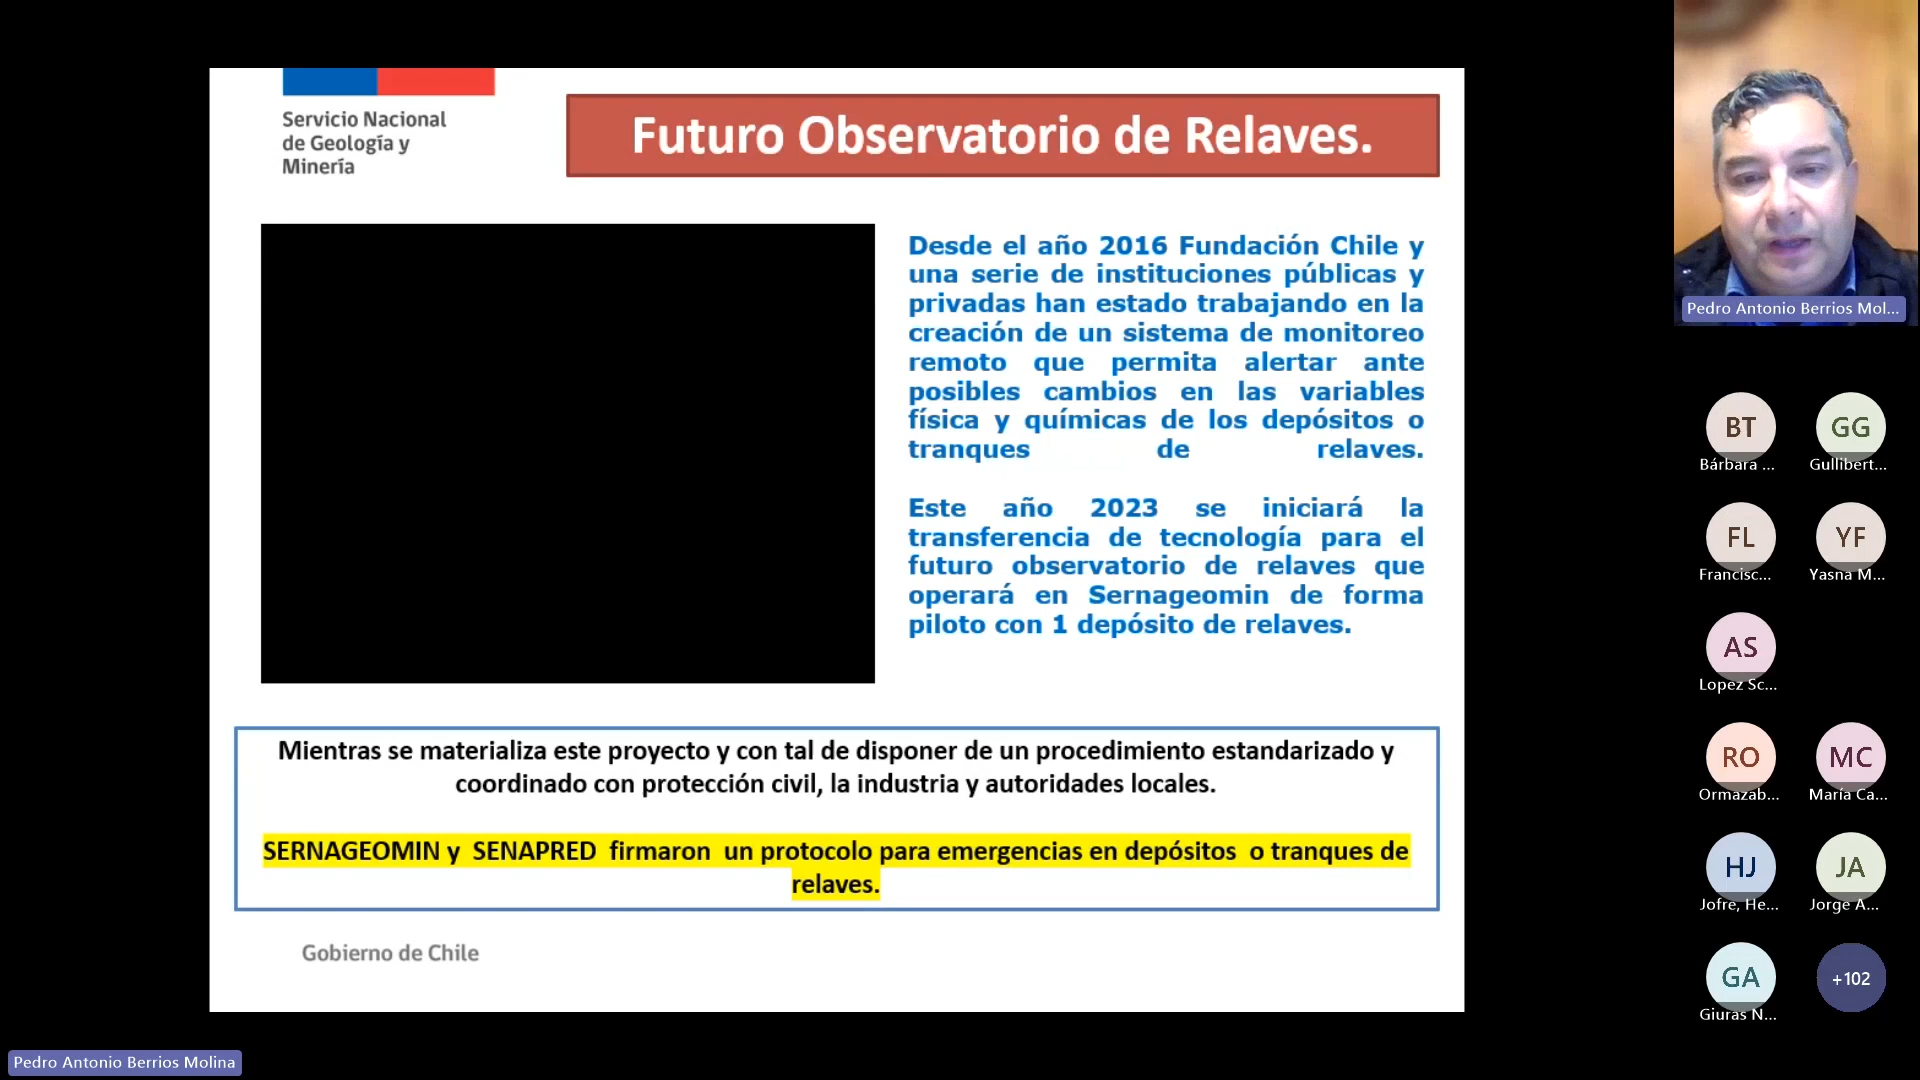 Servicio Nacional
de Geología y
Minería
Futuro Observatorio de Relaves.
Desde el año 2016 Fundación Chile y
una serie de instituciones públicas y
privadas han estado trabajando en la
creación de un sistema de monitoreo
remoto que permita alertar ante
posibles cambios en las variables
física y químicas de los depósitos o
tranques de relaves.
Este año 2023 se iniciará la
transferencia de tecnología para el
futuro observatorio de relaves que
operará en Sernageomin de forma
piloto con 1 depósito de relaves.
Mientras se materializa este proyecto y con tal de disponer de un procedimiento estandarizado y
coordinado con protección civil, la industria y autoridades locales.
SERNAGEOMIN y SENAPRED firmaron un protocolo para emergencias en depósitos o tranques de
relaves.
Gobierno de Chile
Pedro Antonio Berrios Molina
Pedro Antonio Berrios Mol...
BT
Bárbara ...
GG
Gullibert...
FL
Francisc...
YF
Yasna M...
AS
Lopez Sc...
RO
Ormazab...
MC
María Ca...
HJ
Jofre, He...
JA
Jorge A...
GA
Giuras N...
+102